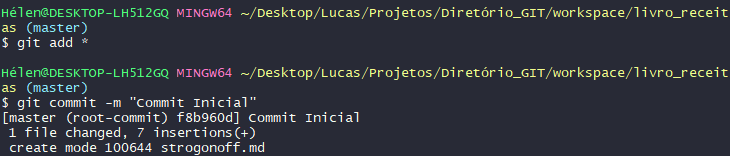 Hélen@DESKTOP-LH512GQ MINGW64 ~/Desktop/Lucas/Projetos/Diretório_GIT/workspace/livro_receit
as (master)
$ git add *
Hélen@DESKTOP-LH512GQ MINGW64 ~/Desktop/Lucas/Projetos/Diretório_GIT/workspace/livro_receit
as (master)
$ git commit -m "Commit Inicial"
[master (root-commit) f8b960d] Commit Inicial
 1 file changed, 7 insertions(+)
 create mode 100644 strogonoff.md